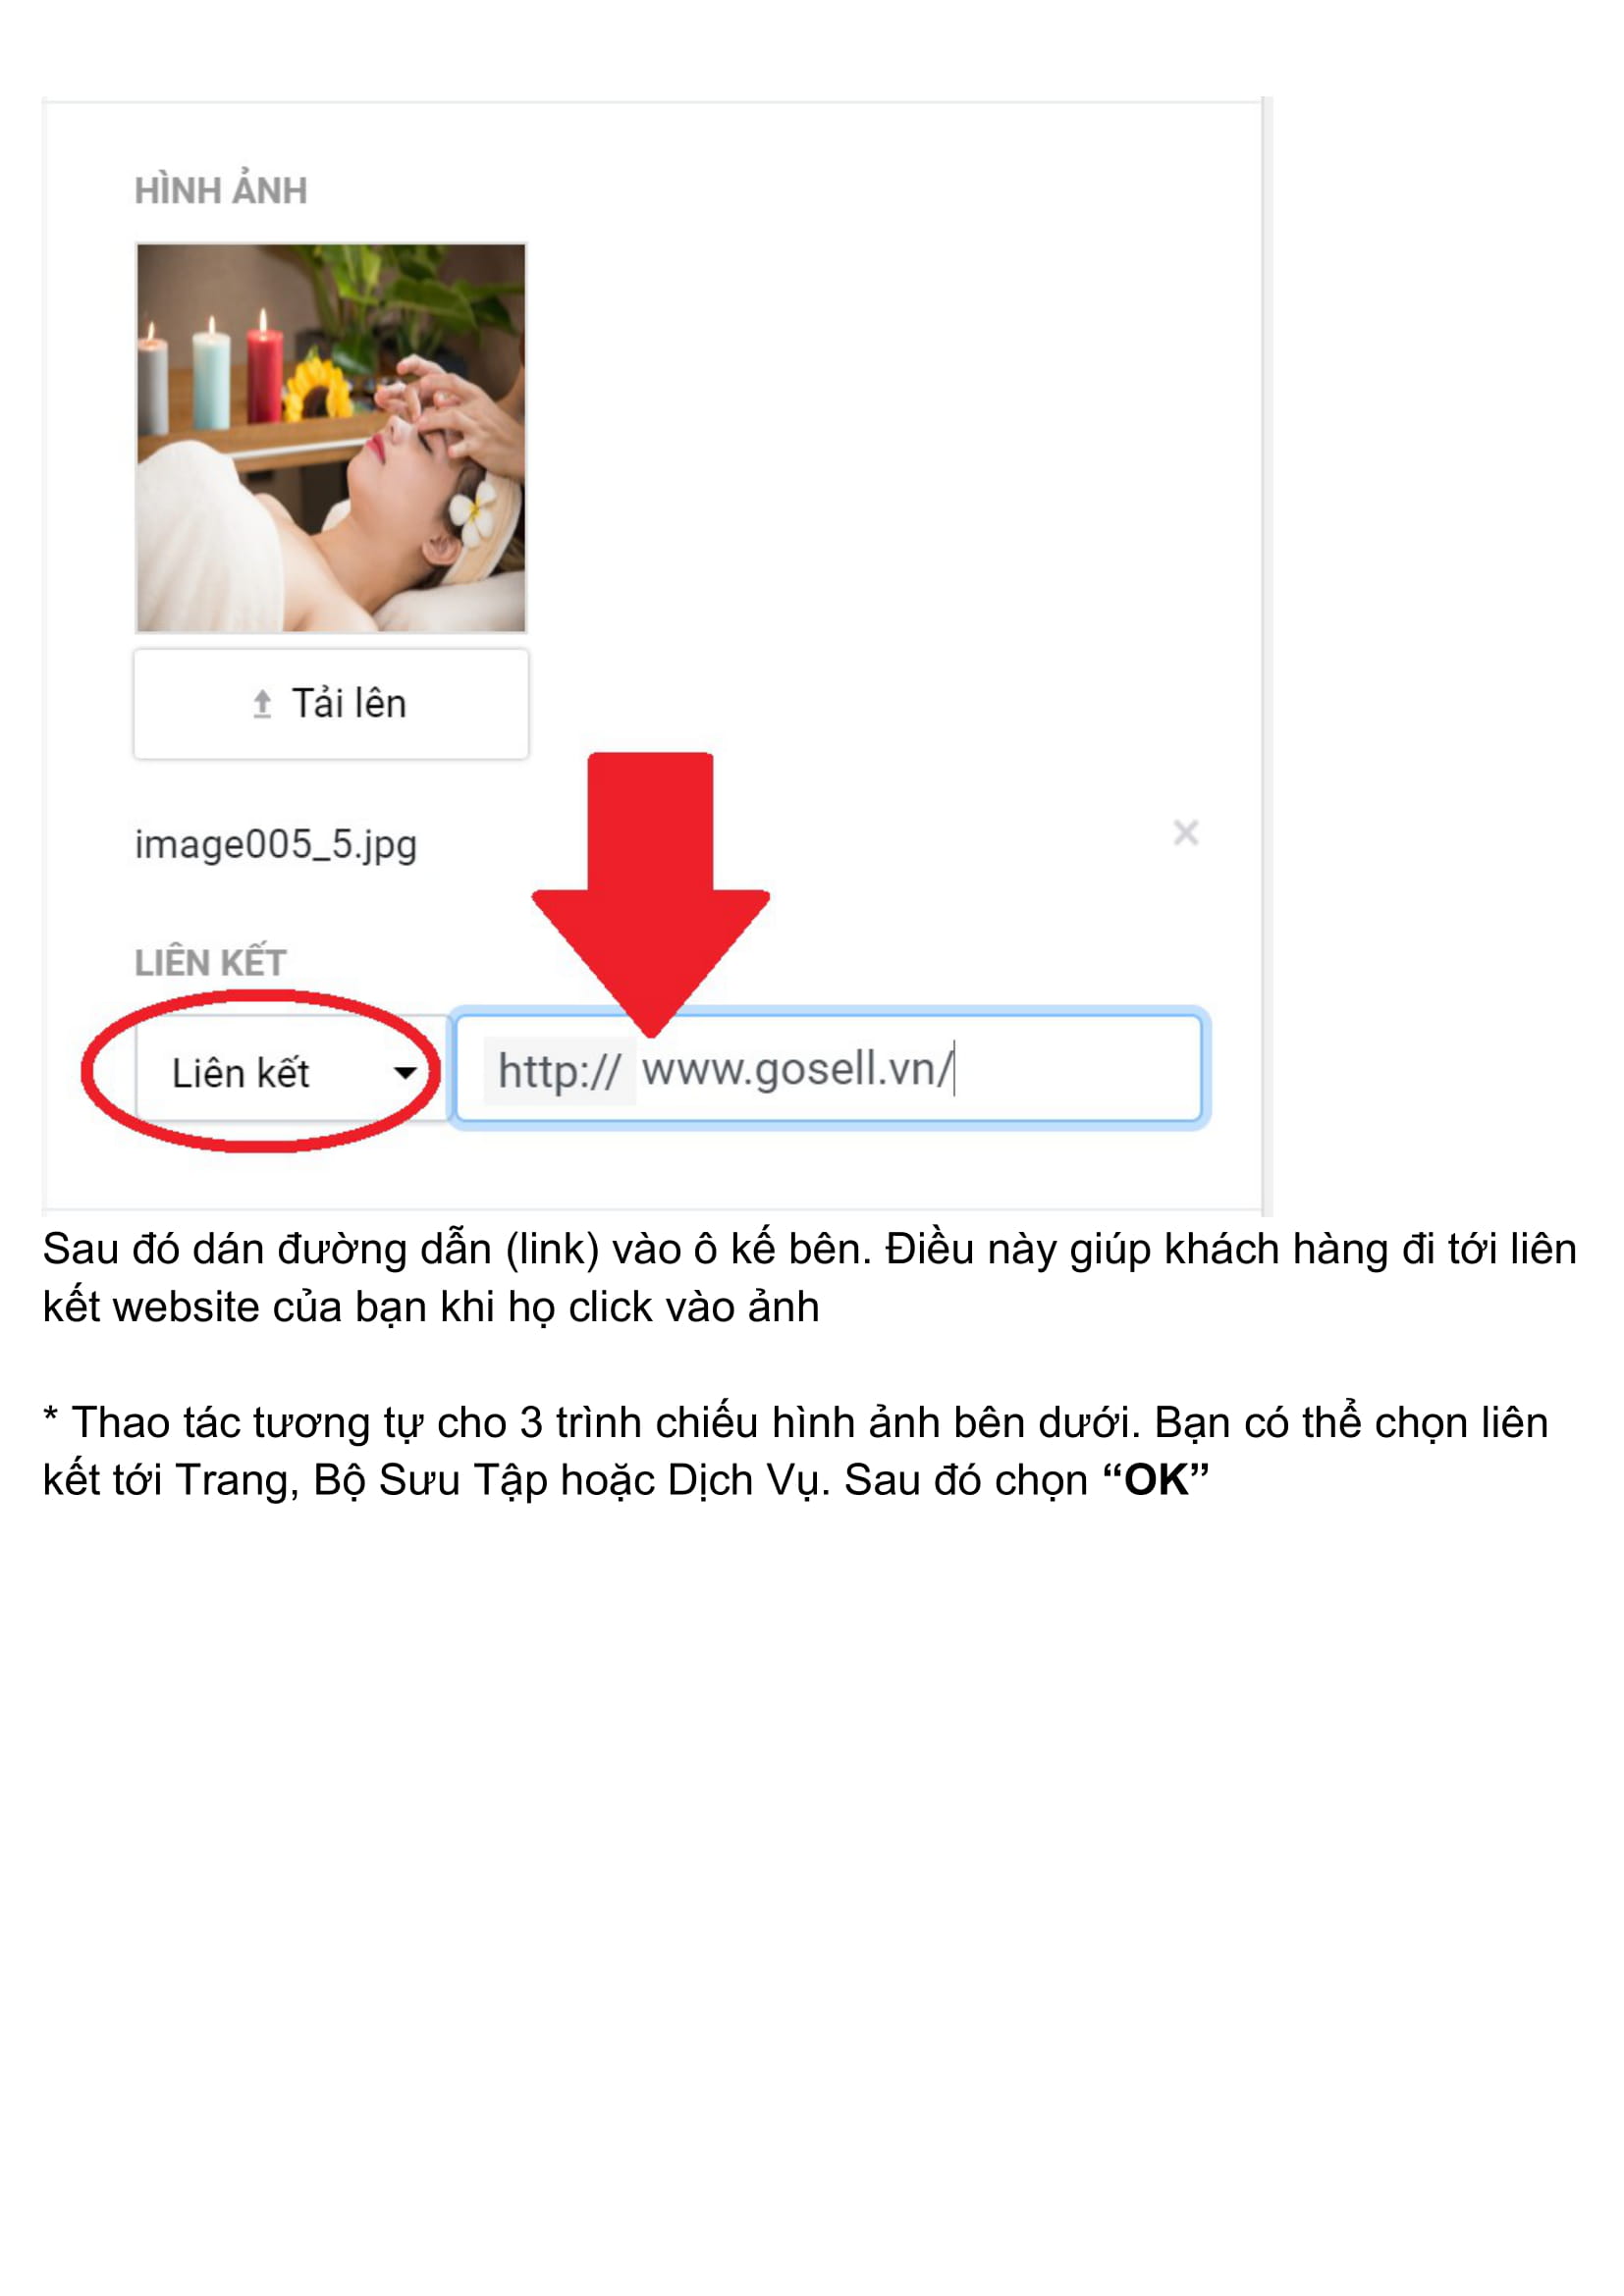 HÌNH ẢNH
Tải lên
image005_5.jpg
LIÊN KẾT
Liên kết
http:// www.gosell.vn/
Sau đó dán đường dẫn (link) vào ô kế bên. Điều này giúp khách hàng đi tới liên
kết website của bạn khi họ click vào ảnh
* Thao tác tương tự cho 3 trình chiếu hình ảnh bên dưới. Bạn có thể chọn liên
kết tới Trang, Bộ Sưu Tập hoặc Dịch Vụ. Sau đó chọn “OK”